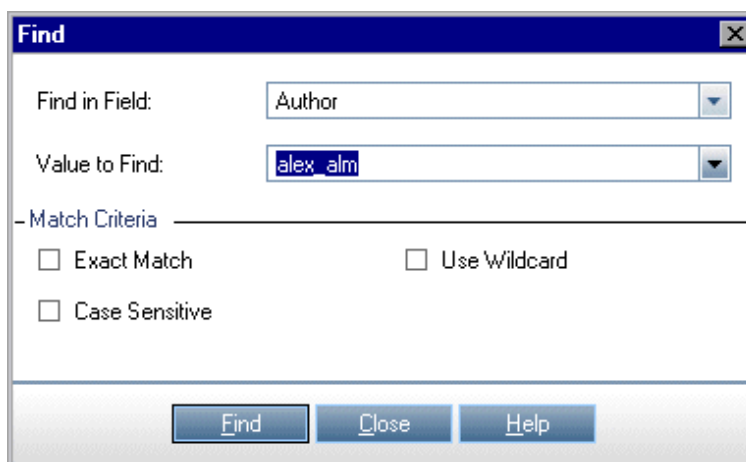 Find
Find in Field: Author
Value to Find: alex_alm
Match Criteria
Exact Match Use Wildcard
Case Sensitive
Find Close Help